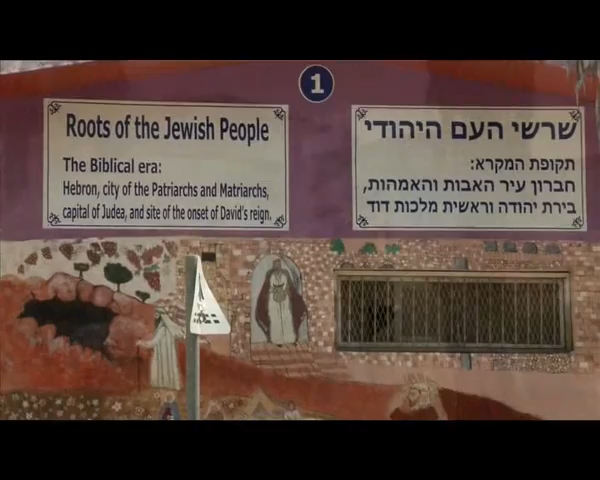 1
Roots of the Jewish People
The Biblical era:
Hebron, city of the Patriarchs and Matriarchs,
capital of Judea, and site of the onset of David's reign.
שרשי העם היהודי
תקופת המקרא:
חברון עיר האבות והאמהות,
בירת יהודה וראשית מלכות דוד